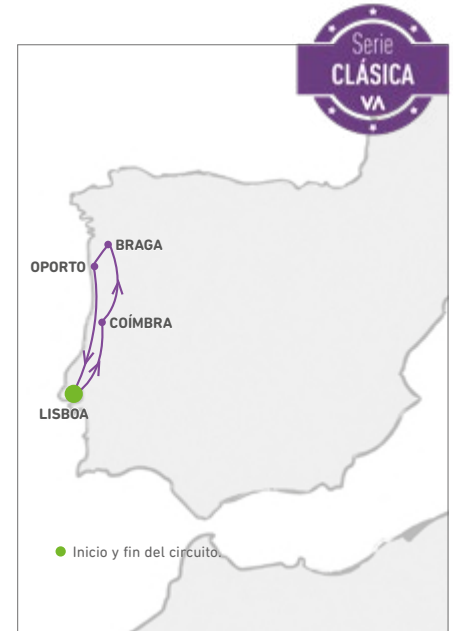 Serie
CLÁSICA
VA
BRAGA
OPORTO
COÍMBRA
LISBOA
Inicio y fin del circuito.